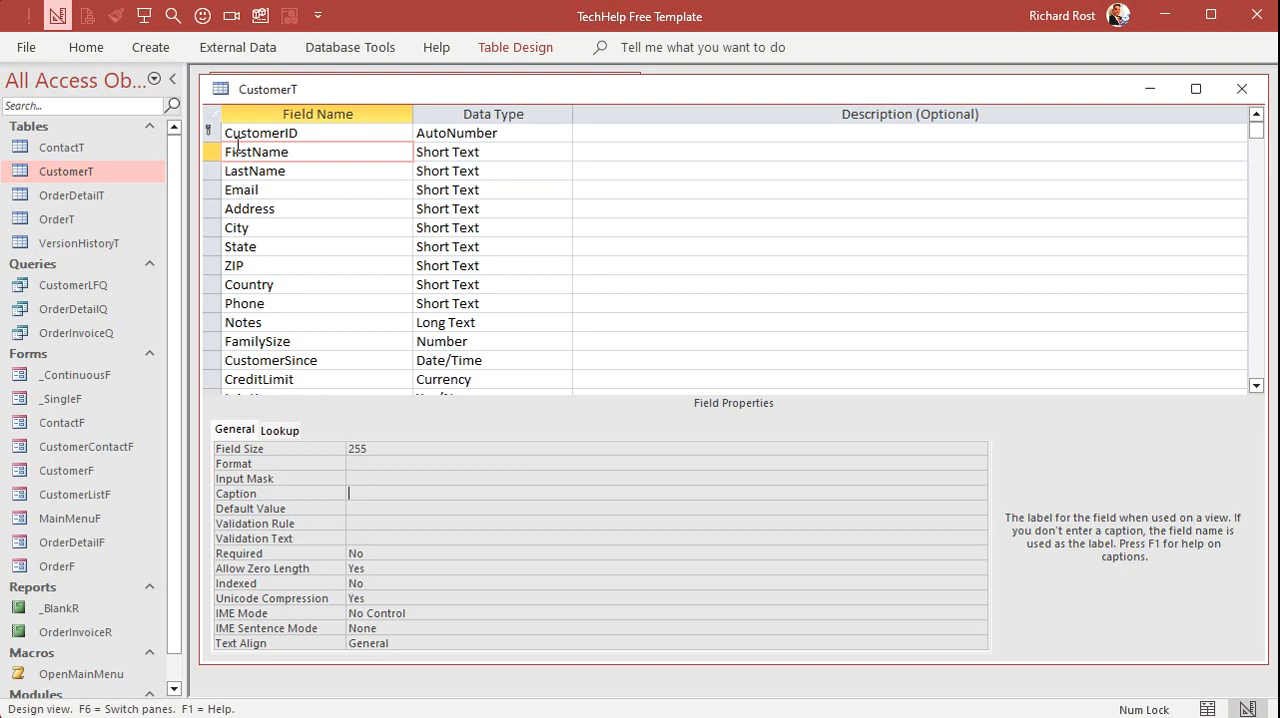 TechHelp Free Template
Richard Rost
File Home Create External Data Database Tools Help Table Design Tell me what you want to do
All Access Ob...
Search...
Tables
ContactT
CustomerT
OrderDetailT
OrderT
VersionHistoryT
Queries
CustomerLFQ
OrderDetailQ
OrderInvoiceQ
Forms
_ContinuousF
_SingleF
ContactF
CustomerContactF
CustomerF
CustomerListF
MainMenuF
OrderDetailF
OrderF
Reports
_BlankR
OrderInvoiceR
Macros
OpenMainMenu
Modules
CustomerT
Field Name Data Type Description (Optional)
CustomerID AutoNumber
FirstName Short Text
LastName Short Text
Email Short Text
Address Short Text
City Short Text
State Short Text
ZIP Short Text
Country Short Text
Phone Short Text
Notes Long Text
FamilySize Number
CustomerSince Date/Time
CreditLimit Currency
Field Properties
General Lookup
Field Size 255
Format
Input Mask
Caption
Default Value
Validation Rule
Validation Text
Required No
Allow Zero Length Yes
Indexed No
Unicode Compression Yes
IME Mode No Control
IME Sentence Mode None
Text Align General
The label for the field when used on a view. If
you don't enter a caption, the field name is
used as the label. Press F1 for help on
captions.
Design view. F6 = Switch panes. F1 = Help.
Num Lock